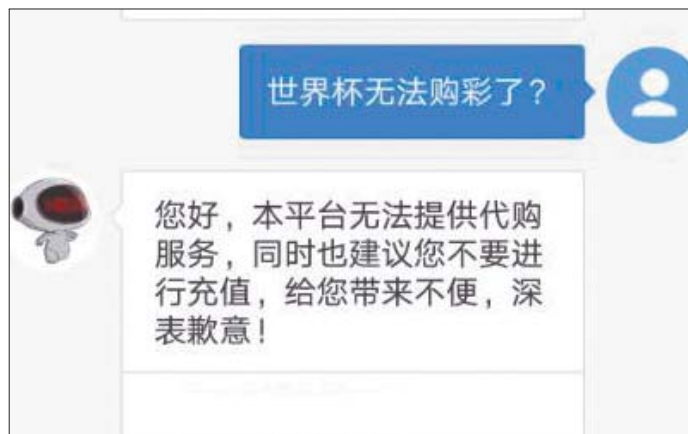 世界杯无法购彩了？
您好，本平台无法提供代购
服务，同时也建议您不要进
行充值，给您带来不便，深
表歉意！